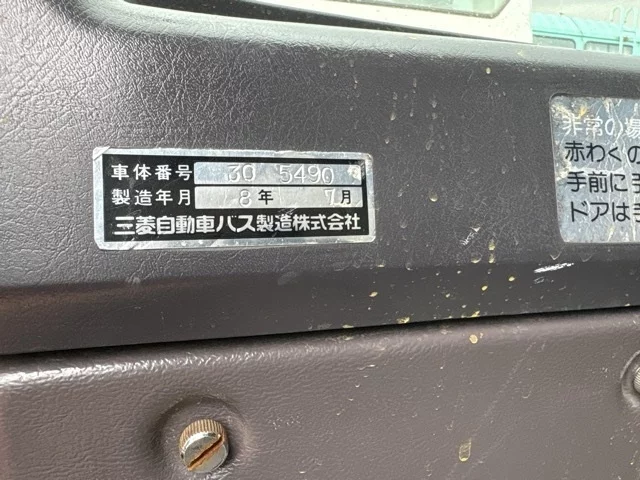 車体番号 30 5490
製造年月 8年 7月
三菱自動車バス製造株式会社
非常の場
赤わくの
手前に手
ドアは手